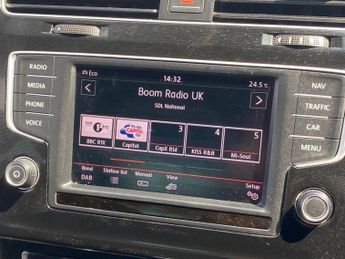 Eco
14:32
24.5°C
RADIO
MEDIA
PHONE
VOICE
Boom Radio UK
SDL National
NAV
TRAFFIC
CAR
MENU
3
4
5
BBC R1X
Capital
CapX Rld
KISS R&B
Mi-Soul
Band
DAB
Station list
Manual
View
Setup